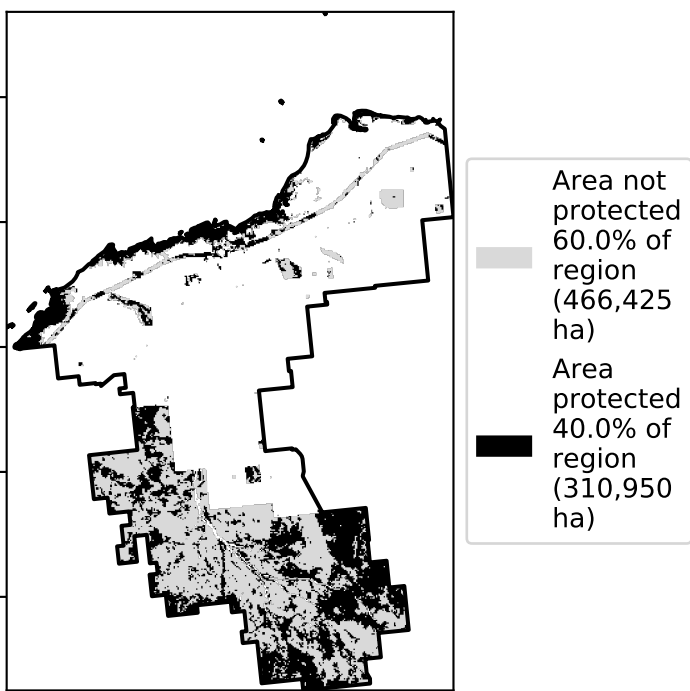 Area not
protected
60.0% of
region
(466,425
ha)
Area
protected
40.0% of
region
(310,950
ha)